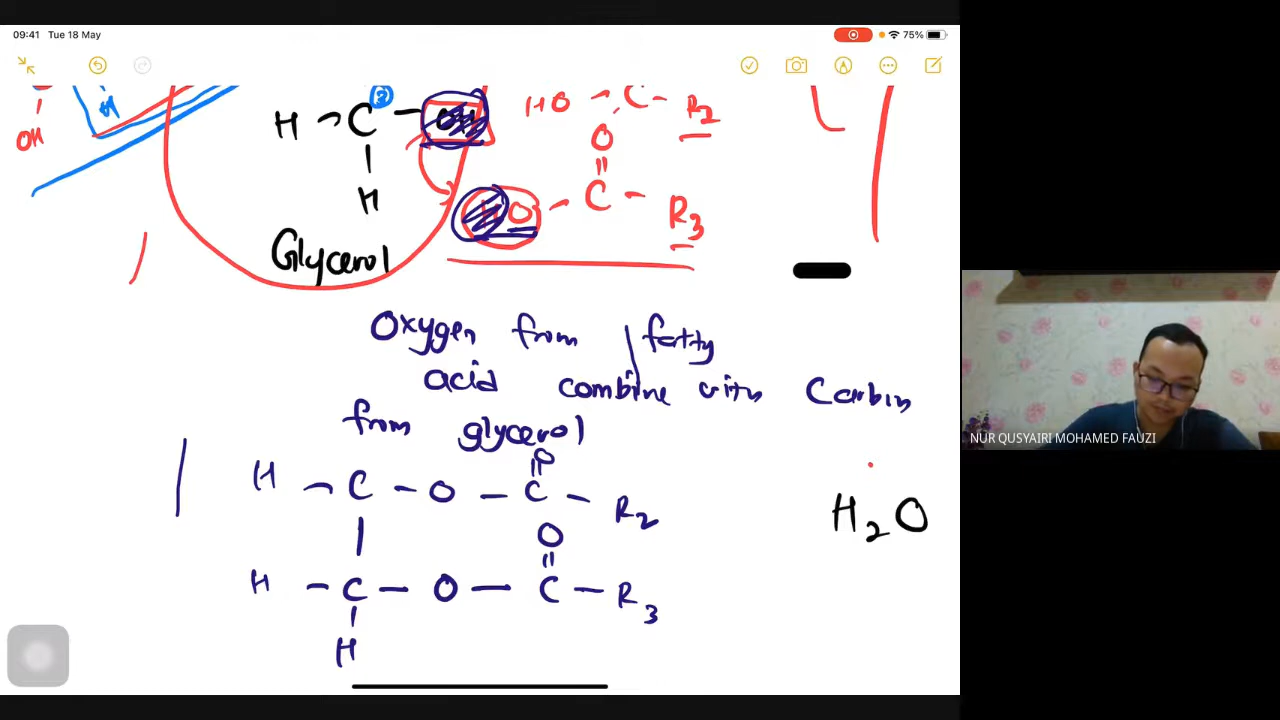 09:41 Tue 18 May
75%
H - C - OH
HO - C - R2
OH
O
H
HO - C - R3
Glycerol
Oxygen from fatty
acid combine with Carbon
from glycerol
O
H - C - O - C - R2
O
H - C - O - C - R3
H
H2O
NUR QUSYAIRI MOHAMED FAUZI